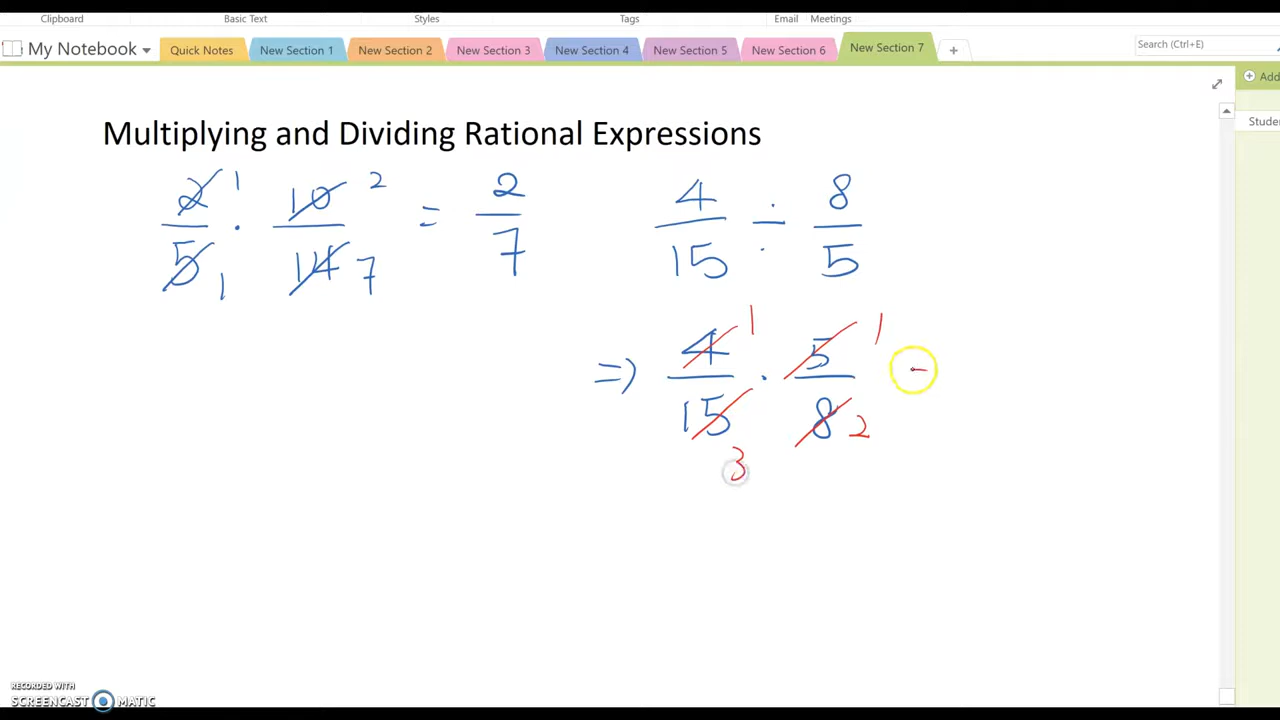 Clipboard Basic Text Styles Tags Email Meetings
My Notebook Quick Notes New Section 1 New Section 2 New Section 3 New Section 4 New Section 5 New Section 6 New Section 7 + Search (Ctrl+E)
Add
Stude
Multiplying and Dividing Rational Expressions
2 1 10 2 2
— · — = —
5 1 14 7 7
4 8
— ÷ —
15 5
4 1 5 1
⇒ — · — -
15 3 8 2
RECORDED WITH
SCREENCAST MATIC